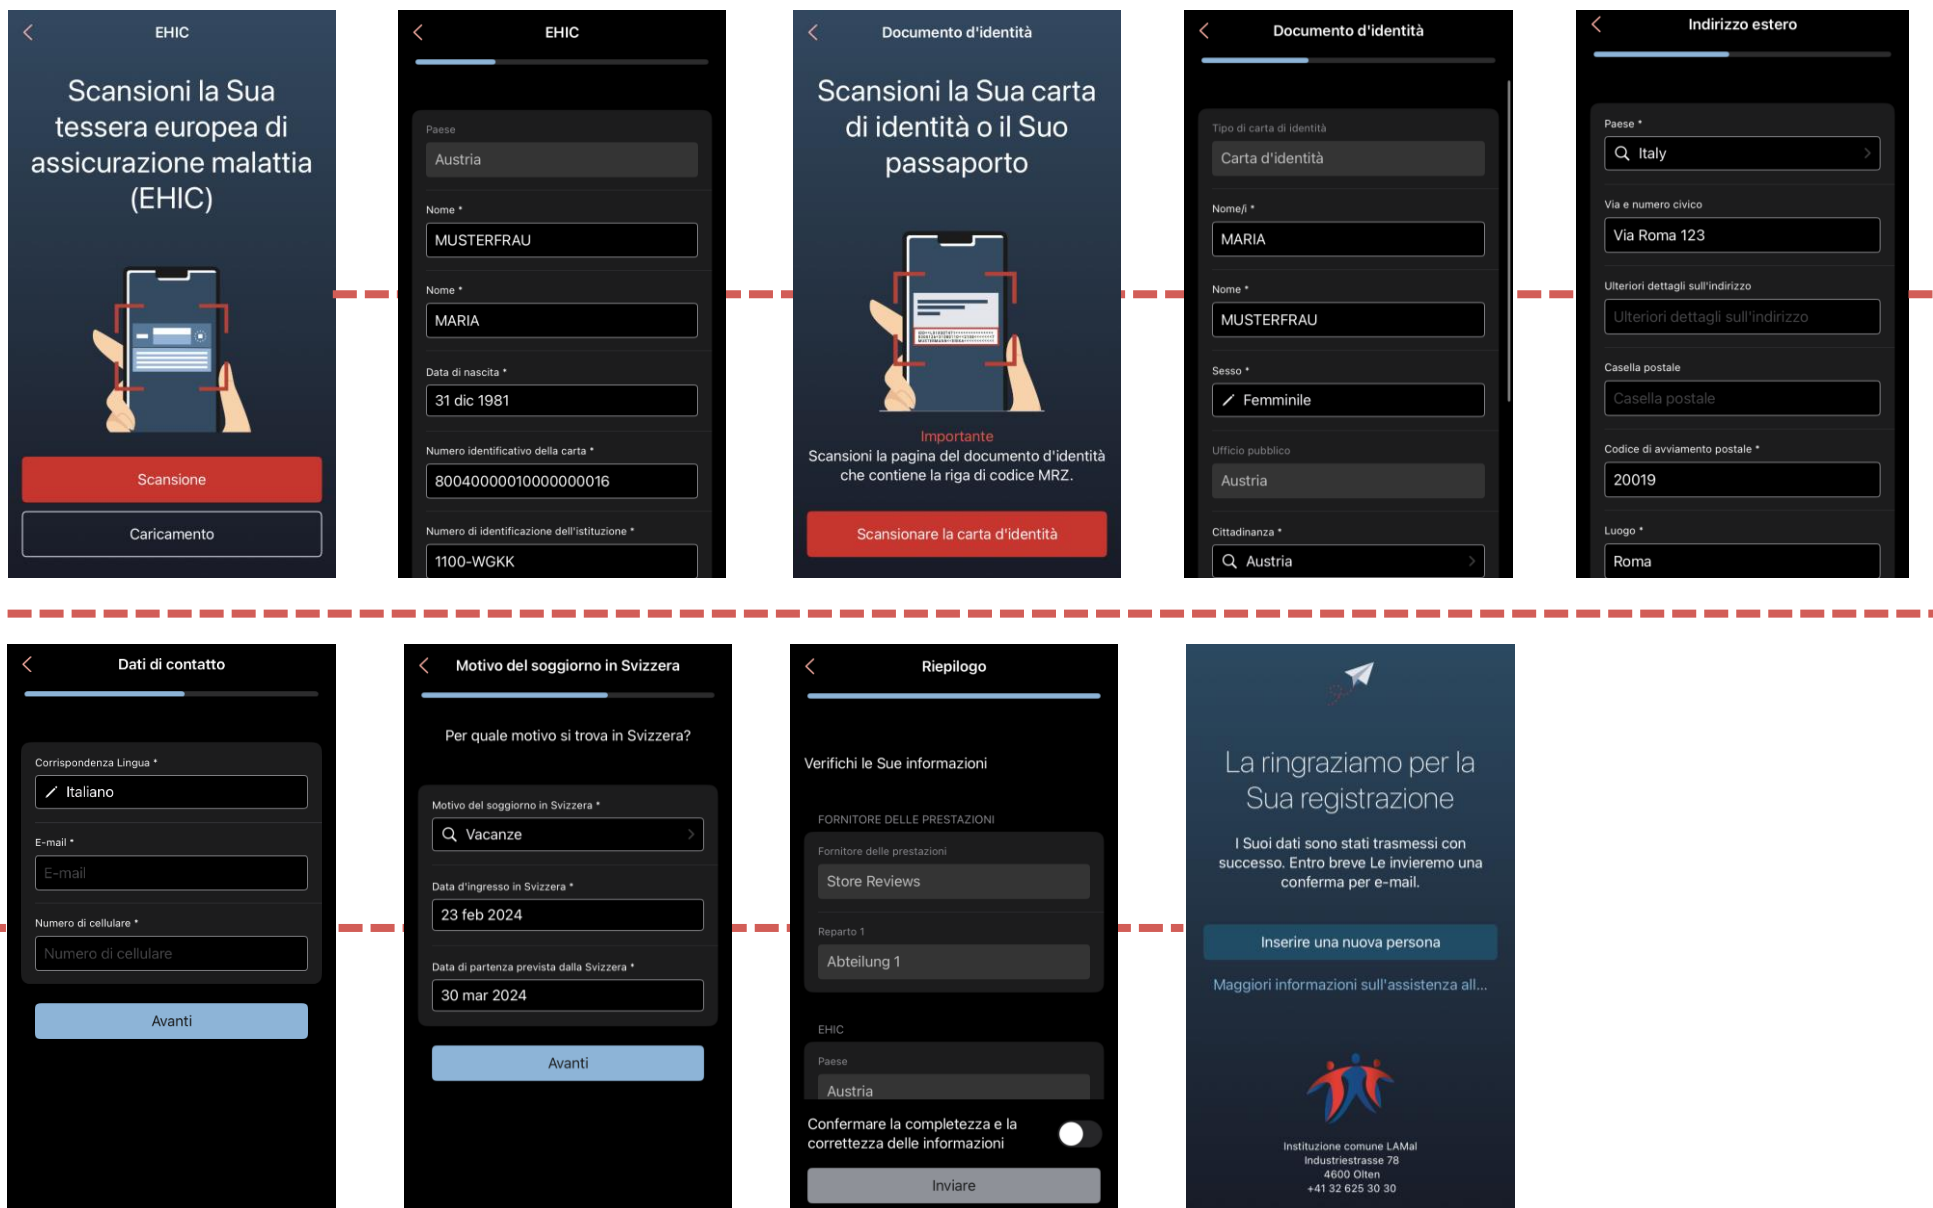 EHIC
Scansioni la Sua
tessera europea di
assicurazione malattia
(EHIC)
Scansione
Caricamento
EHIC
Paese
Austria
Nome *
MUSTERFRAU
Nome *
MARIA
Data di nascita *
31 dic 1981
Numero identificativo della carta *
80040000010000000016
Numero di identificazione dell'istituzione *
1100-WGKK
Documento d'identità
Scansioni la Sua carta
di identità o il Suo
passaporto
Importante
Scansioni la pagina del documento d'identità
che contiene la riga di codice MRZ.
Scansionare la carta d'identità
Documento d'identità
Tipo di carta di identità
Carta d'identità
Nome/i *
MARIA
Nome *
MUSTERFRAU
Sesso *
Femminile
Ufficio pubblico
Austria
Cittadinanza *
Austria
Indirizzo estero
Paese *
Italy
Via e numero civico
Via Roma 123
Ulteriori dettagli sull'indirizzo
Ulteriori dettagli sull'indirizzo
Casella postale
Casella postale
Codice di avviamento postale *
20019
Luogo *
Roma
Dati di contatto
Corrispondenza Lingua *
Italiano
E-mail *
E-mail
Numero di cellulare *
Numero di cellulare
Avanti
Motivo del soggiorno in Svizzera
Per quale motivo si trova in Svizzera?
Motivo del soggiorno in Svizzera *
Vacanze
Data d'ingresso in Svizzera *
23 feb 2024
Data di partenza prevista dalla Svizzera *
30 mar 2024
Avanti
Riepilogo
Verifichi le Sue informazioni
FORNITORE DELLE PRESTAZIONI
Fornitore delle prestazioni
Store Reviews
Reparto 1
Abteilung 1
EHIC
Paese
Austria
Confermare la completezza e la
correttezza delle informazioni
Inviare
La ringraziamo per la
Sua registrazione
I Suoi dati sono stati trasmessi con
successo. Entro breve Le invieremo una
conferma per e-mail.
Inserire una nuova persona
Maggiori informazioni sull'assistenza all...
Instituzione comune LAMal
Industriestrasse 78
4600 Olten
+41 32 625 30 30